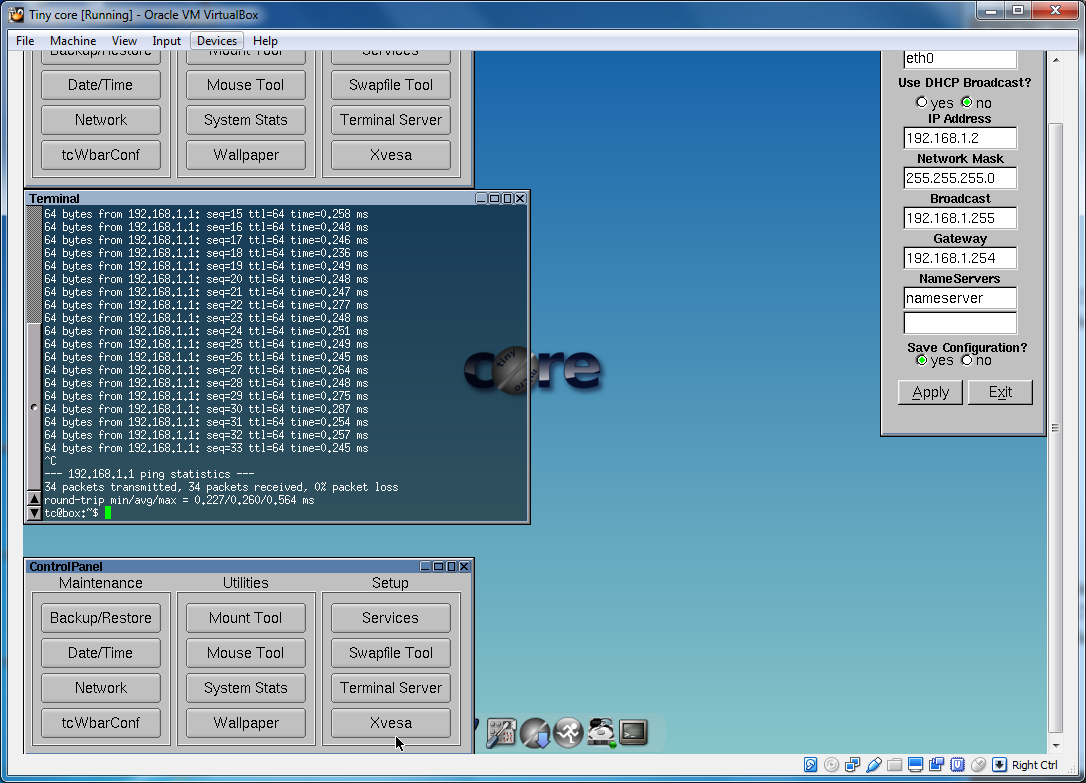 Tiny core [Running] - Oracle VM VirtualBox
File Machine View Input Devices Help
Backup/Restore Mount Tool Services
Date/Time Mouse Tool Swapfile Tool
Network System Stats Terminal Server
tcWbarConf Wallpaper Xvesa
eth0
Use DHCP Broadcast?
yes no
IP Address
192.168.1.2
Network Mask
255.255.255.0
Broadcast
192.168.1.255
Gateway
192.168.1.254
NameServers
nameserver
Save Configuration?
yes no
Apply Exit
Terminal
64 bytes from 192.168.1.1: seq=15 ttl=64 time=0.258 ms
64 bytes from 192.168.1.1: seq=16 ttl=64 time=0.248 ms
64 bytes from 192.168.1.1: seq=17 ttl=64 time=0.246 ms
64 bytes from 192.168.1.1: seq=18 ttl=64 time=0.236 ms
64 bytes from 192.168.1.1: seq=19 ttl=64 time=0.249 ms
64 bytes from 192.168.1.1: seq=20 ttl=64 time=0.248 ms
64 bytes from 192.168.1.1: seq=21 ttl=64 time=0.247 ms
64 bytes from 192.168.1.1: seq=22 ttl=64 time=0.277 ms
64 bytes from 192.168.1.1: seq=23 ttl=64 time=0.248 ms
64 bytes from 192.168.1.1: seq=24 ttl=64 time=0.251 ms
64 bytes from 192.168.1.1: seq=25 ttl=64 time=0.249 ms
64 bytes from 192.168.1.1: seq=26 ttl=64 time=0.245 ms
64 bytes from 192.168.1.1: seq=27 ttl=64 time=0.264 ms
64 bytes from 192.168.1.1: seq=28 ttl=64 time=0.248 ms
64 bytes from 192.168.1.1: seq=29 ttl=64 time=0.275 ms
64 bytes from 192.168.1.1: seq=30 ttl=64 time=0.287 ms
64 bytes from 192.168.1.1: seq=31 ttl=64 time=0.254 ms
64 bytes from 192.168.1.1: seq=32 ttl=64 time=0.257 ms
64 bytes from 192.168.1.1: seq=33 ttl=64 time=0.245 ms
^C
--- 192.168.1.1 ping statistics ---
34 packets transmitted, 34 packets received, 0% packet loss
round-trip min/avg/max = 0.227/0.260/0.564 ms
tc@box:~$
core
tiny
micro
ControlPanel
Maintenance Utilities Setup
Backup/Restore Mount Tool Services
Date/Time Mouse Tool Swapfile Tool
Network System Stats Terminal Server
tcWbarConf Wallpaper Xvesa
Right Ctrl